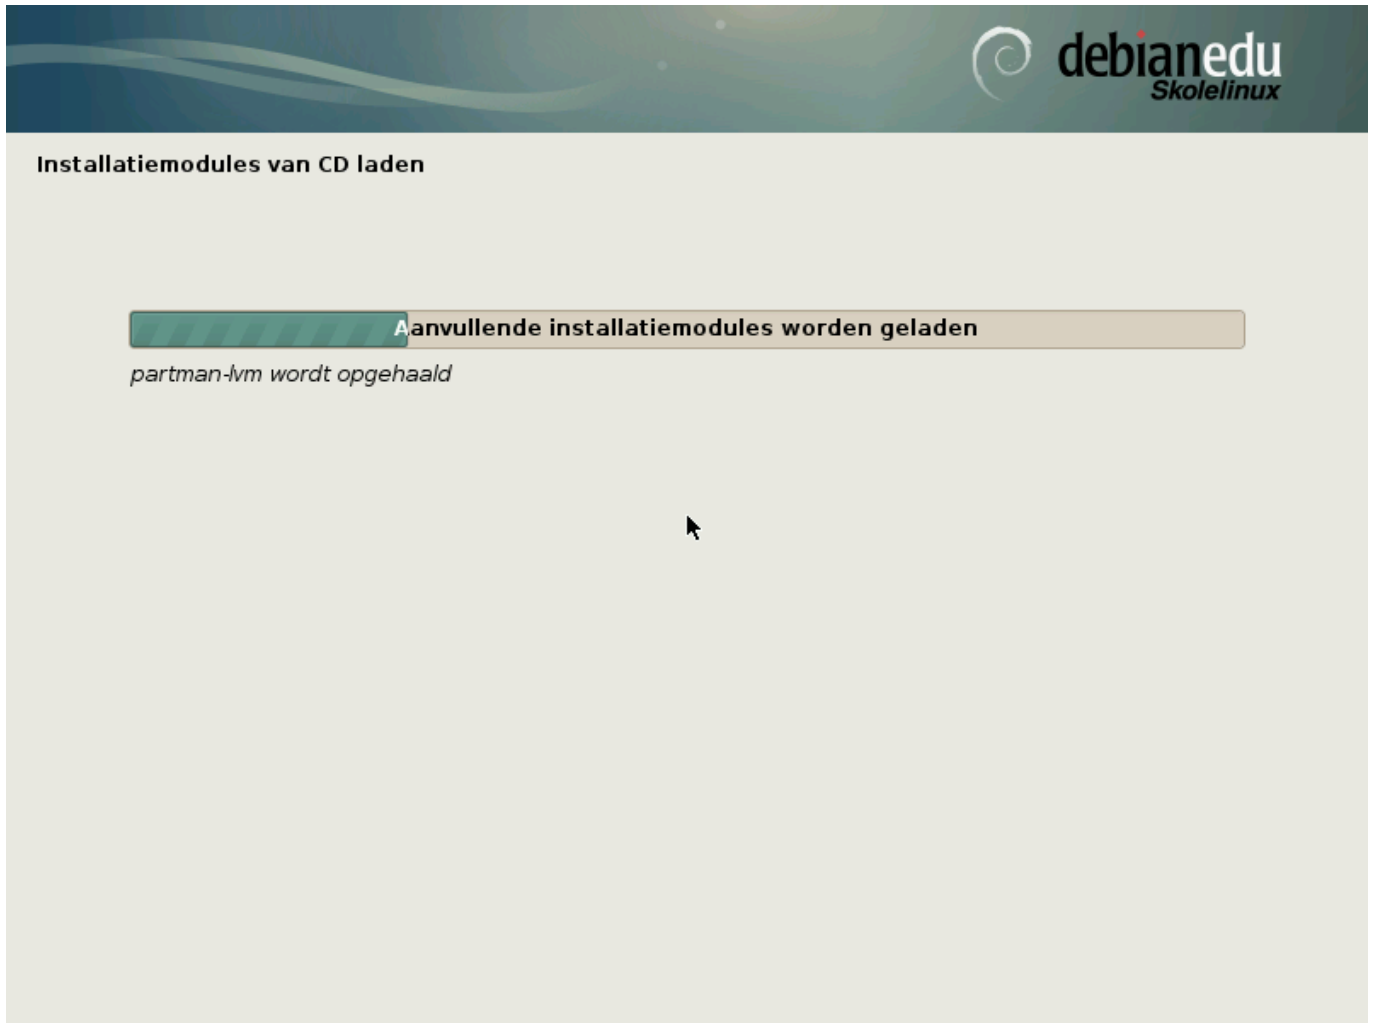 debianedu
Skolelinux
Installatiemodules van CD laden
Aanvullende installatiemodules worden geladen
partman-lvm wordt opgehaald